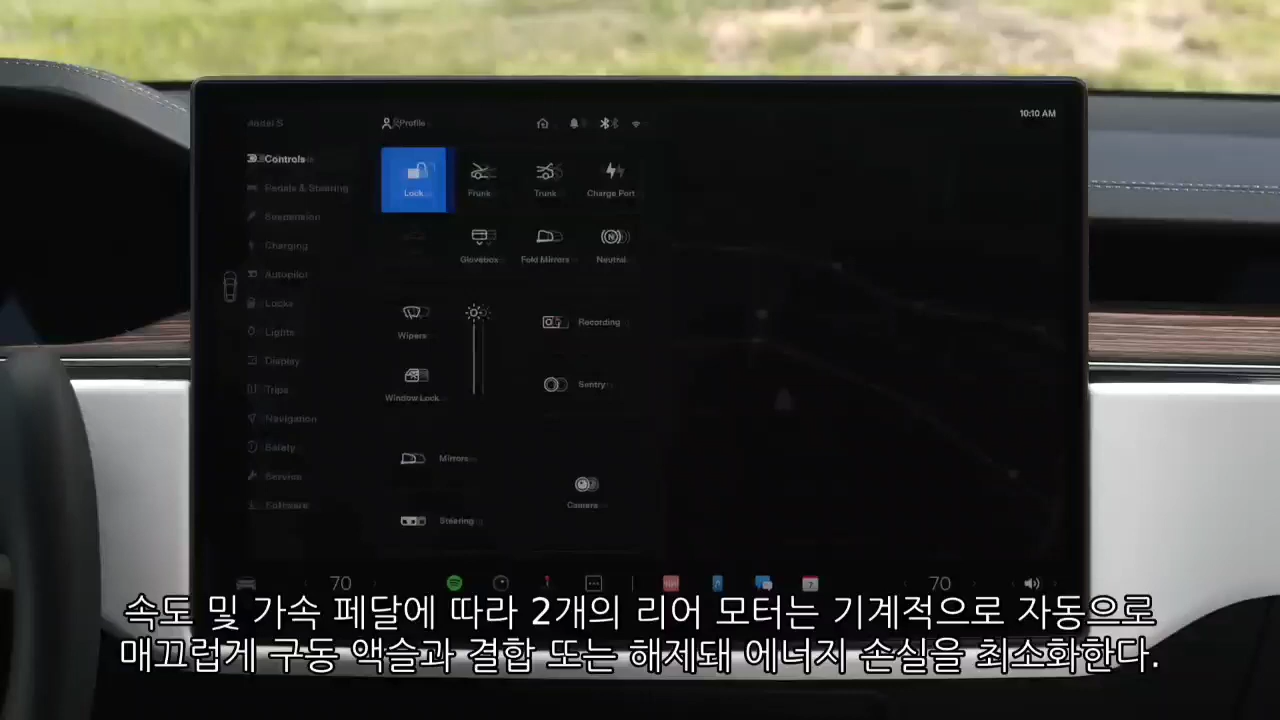 Model S
Profile
10:10 AM
Controls
Pedals & Steering
Suspension
Charging
Autopilot
Locks
Lights
Display
Trips
Navigation
Safety
Service
Software
Lock
Frunk
Trunk
Charge Port
Glovebox
Fold Mirrors
Neutral
Wipers
Recording
Window Lock
Sentry
Mirrors
Camera
Steering
70
70
속도 및 가속 페달에 따라 2개의 리어 모터는 기계적으로 자동으로
매끄럽게 구동 액슬과 결합 또는 해제돼 에너지 손실을 최소화한다.